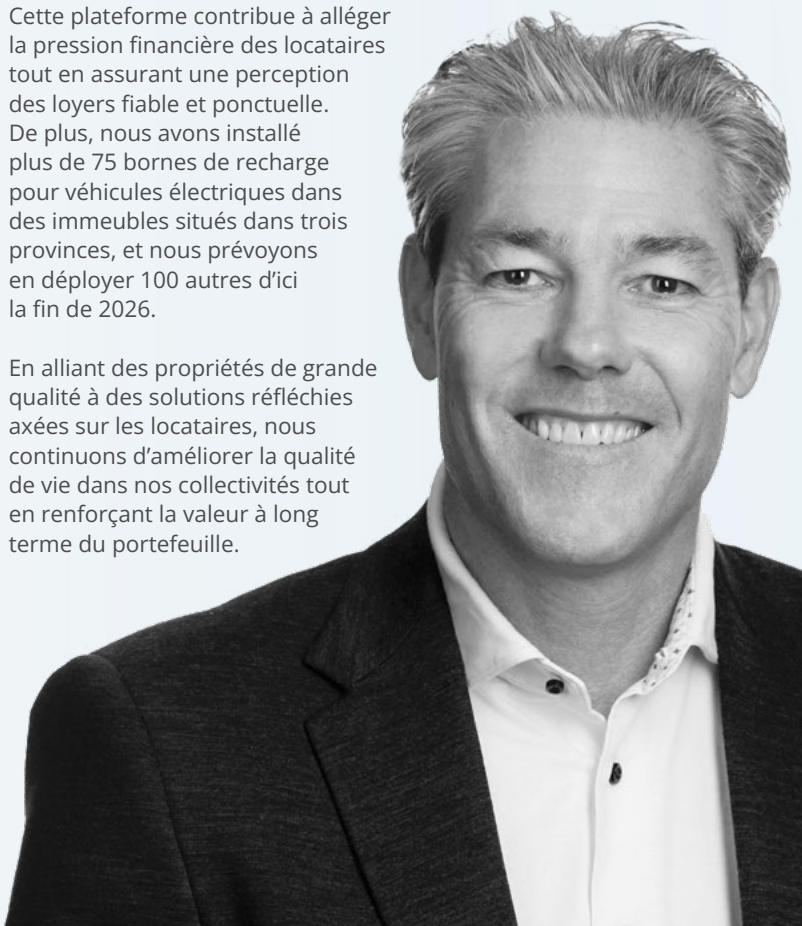 Cette plateforme contribue à alléger
la pression financière des locataires
tout en assurant une perception
des loyers fiable et ponctuelle.
De plus, nous avons installé
plus de 75 bornes de recharge
pour véhicules électriques dans
des immeubles situés dans trois
provinces, et nous prévoyons
en déployer 100 autres d’ici
la fin de 2026.
En alliant des propriétés de grande
qualité à des solutions réfléchies
axées sur les locataires, nous
continuons d’améliorer la qualité
de vie dans nos collectivités tout
en renforçant la valeur à long
terme du portefeuille.